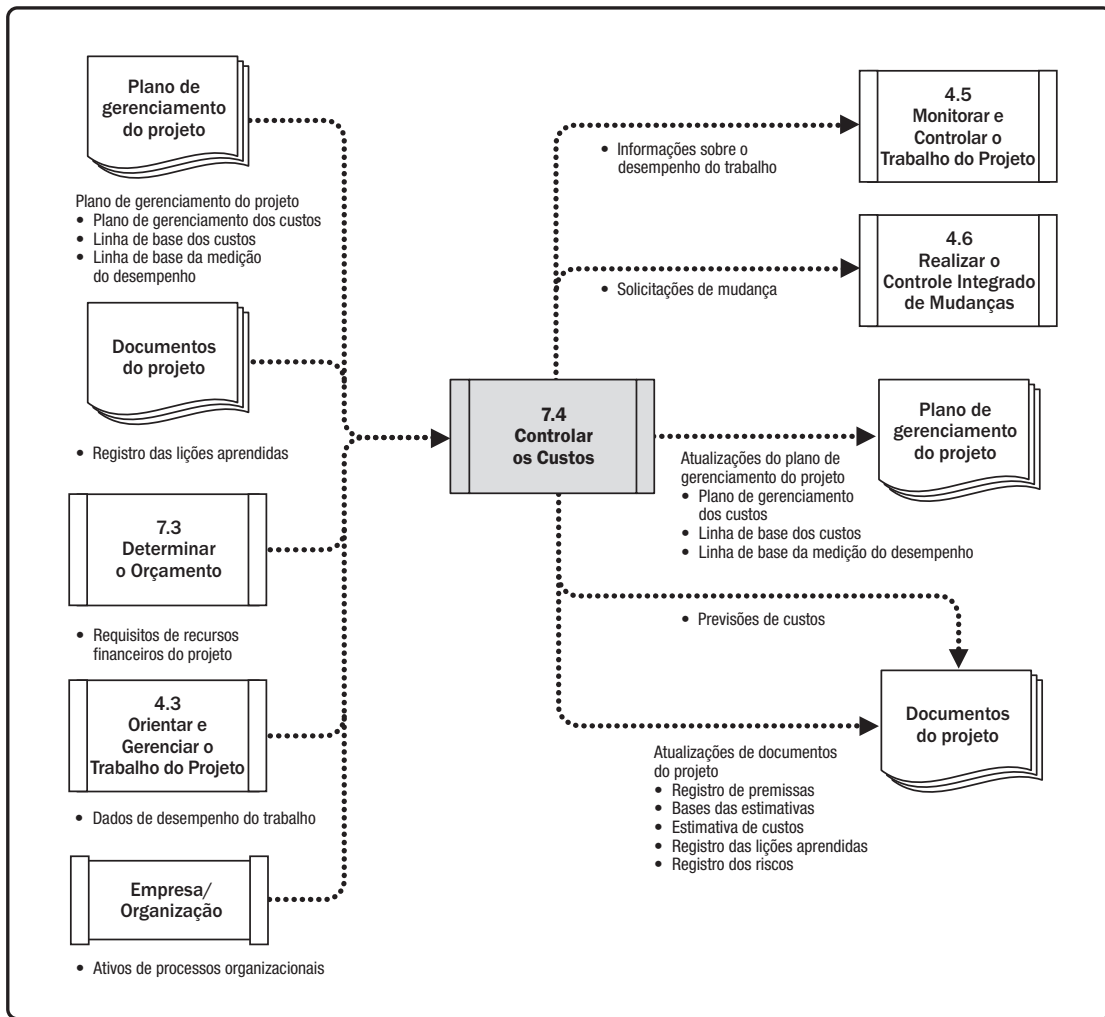 Plano de
gerenciamento
do projeto
Plano de gerenciamento do projeto
• Plano de gerenciamento dos custos
• Linha de base dos custos
• Linha de base da medição
do desempenho
Documentos
do projeto
• Registro das lições aprendidas
7.3
Determinar
o Orçamento
• Requisitos de recursos
financeiros do projeto
4.3
Orientar e
Gerenciar o
Trabalho do Projeto
• Dados de desempenho do trabalho
Empresa/
Organização
• Ativos de processos organizacionais
7.4
Controlar
os Custos
• Informações sobre o
desempenho do trabalho
4.5
Monitorar e
Controlar o
Trabalho do Projeto
• Solicitações de mudança
4.6
Realizar o
Controle Integrado
de Mudanças
Atualizações do plano de
gerenciamento do projeto
• Plano de gerenciamento
dos custos
• Linha de base dos custos
• Linha de base da medição do desempenho
Plano de
gerenciamento
do projeto
• Previsões de custos
Atualizações de documentos
do projeto
• Registro de premissas
• Bases das estimativas
• Estimativa de custos
• Registro das lições aprendidas
• Registro dos riscos
Documentos
do projeto